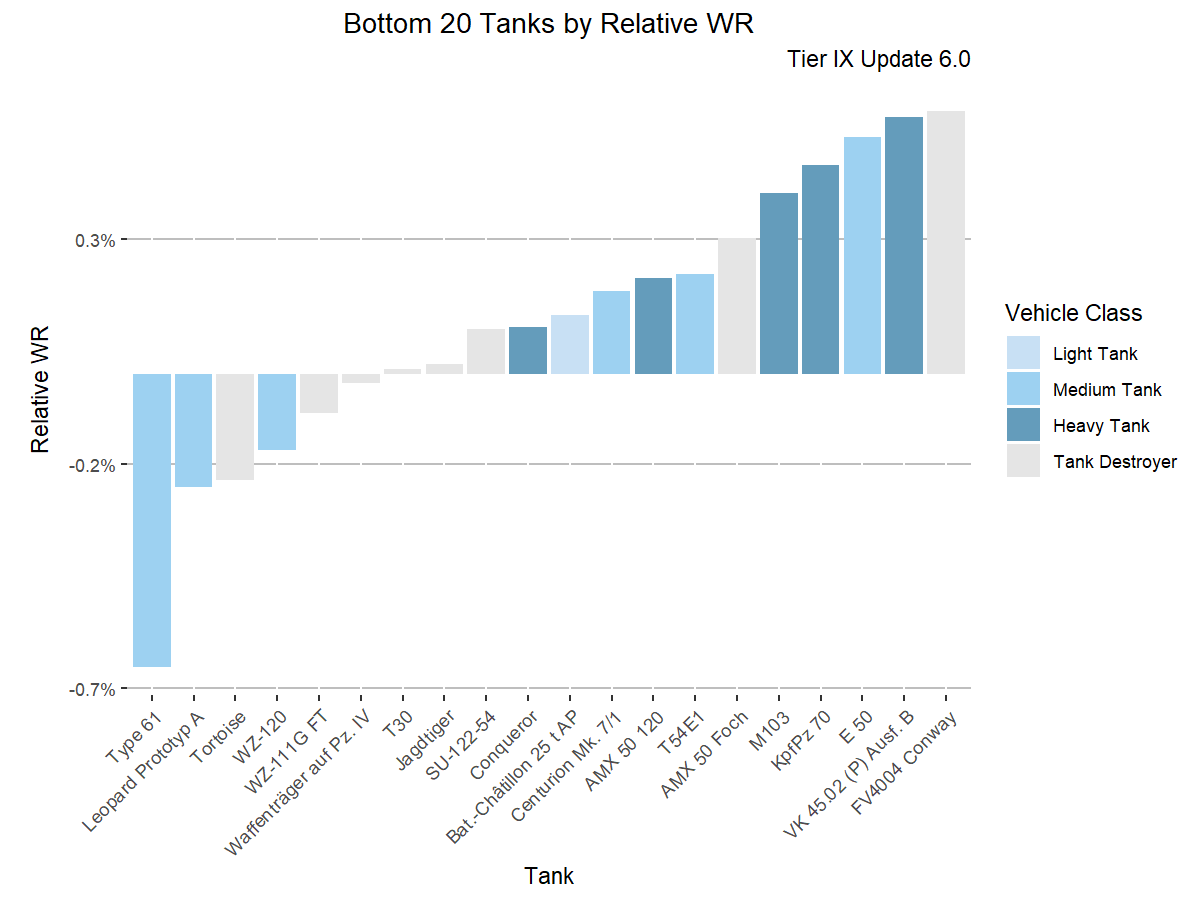 Bottom 20 Tanks by Relative WR
Tier IX Update 6.0
Relative WR
0.3%
-0.2%
-0.7%
Type 61
Leopard Prototyp A
Tortoise
WZ-120
WZ-111G FT
Waffenträger auf Pz. IV
T30
Jagdtiger
SU-122-54
Conqueror
Bat.-Châtillon 25 t AP
Centurion Mk. 7/1
AMX 50 120
T54E1
AMX 50 Foch
M103
KpfPz 70
E 50
VK 45.02 (P) Ausf. B
FV4004 Conway
Tank
Vehicle Class
Light Tank
Medium Tank
Heavy Tank
Tank Destroyer